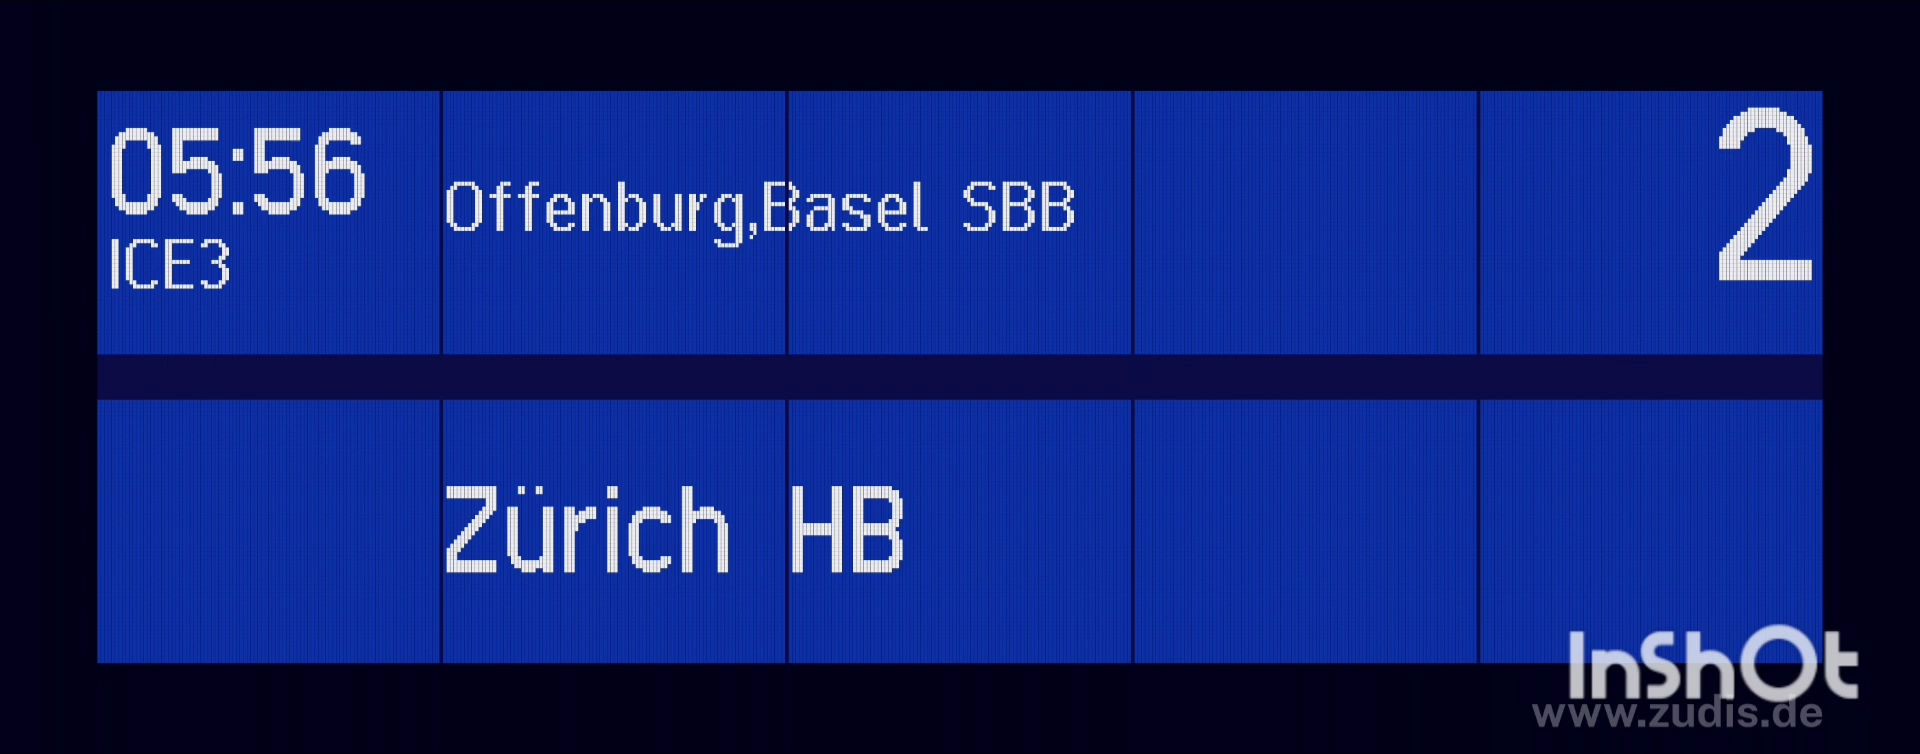 05:56
ICE3
Offenburg,Basel SBB
2
Zürich HB
InShOt
www.zudis.de